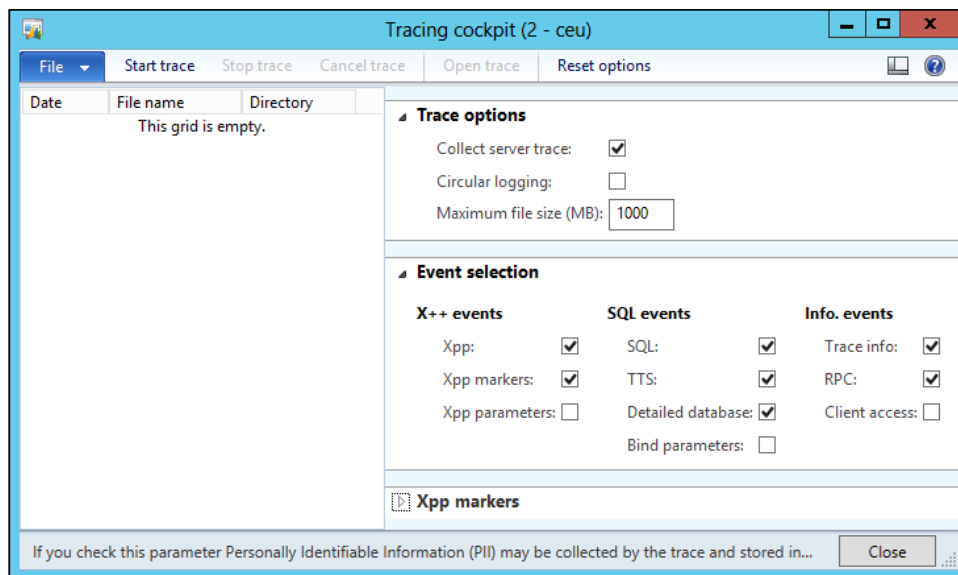 Tracing cockpit (2 - ceu)
File Start trace Stop trace Cancel trace Open trace Reset options
Date File name Directory
This grid is empty.
Trace options
Collect server trace:
Circular logging:
Maximum file size (MB): 1000
Event selection
X++ events SQL events Info. events
Xpp: SQL: Trace info:
Xpp markers: TTS: RPC:
Xpp parameters: Detailed database: Client access:
Bind parameters:
Xpp markers
If you check this parameter Personally Identifiable Information (PII) may be collected by the trace and stored in... Close